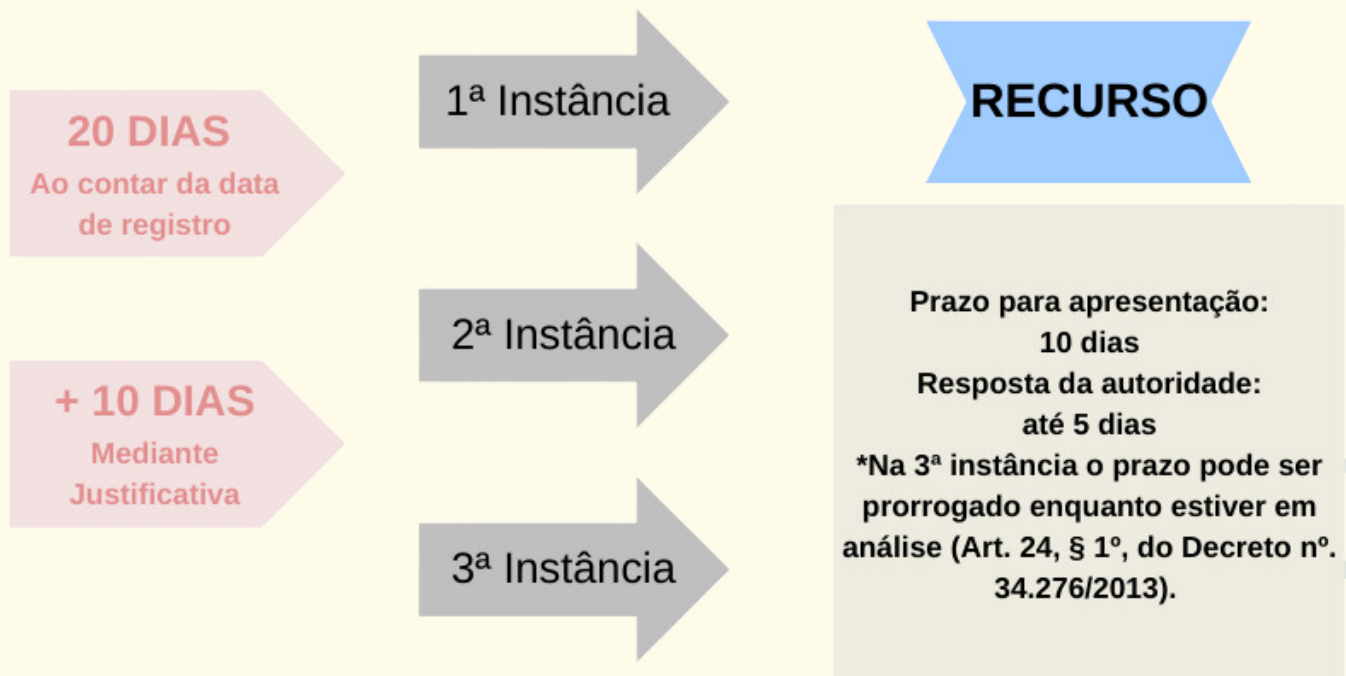 20 DIAS
Ao contar da data
de registro
+ 10 DIAS
Mediante
Justificativa
1ª Instância
2ª Instância
3ª Instância
RECURSO
Prazo para apresentação:
10 dias
Resposta da autoridade:
até 5 dias
*Na 3ª instância o prazo pode ser
prorrogado enquanto estiver em
análise (Art. 24, § 1º, do Decreto nº.
34.276/2013).